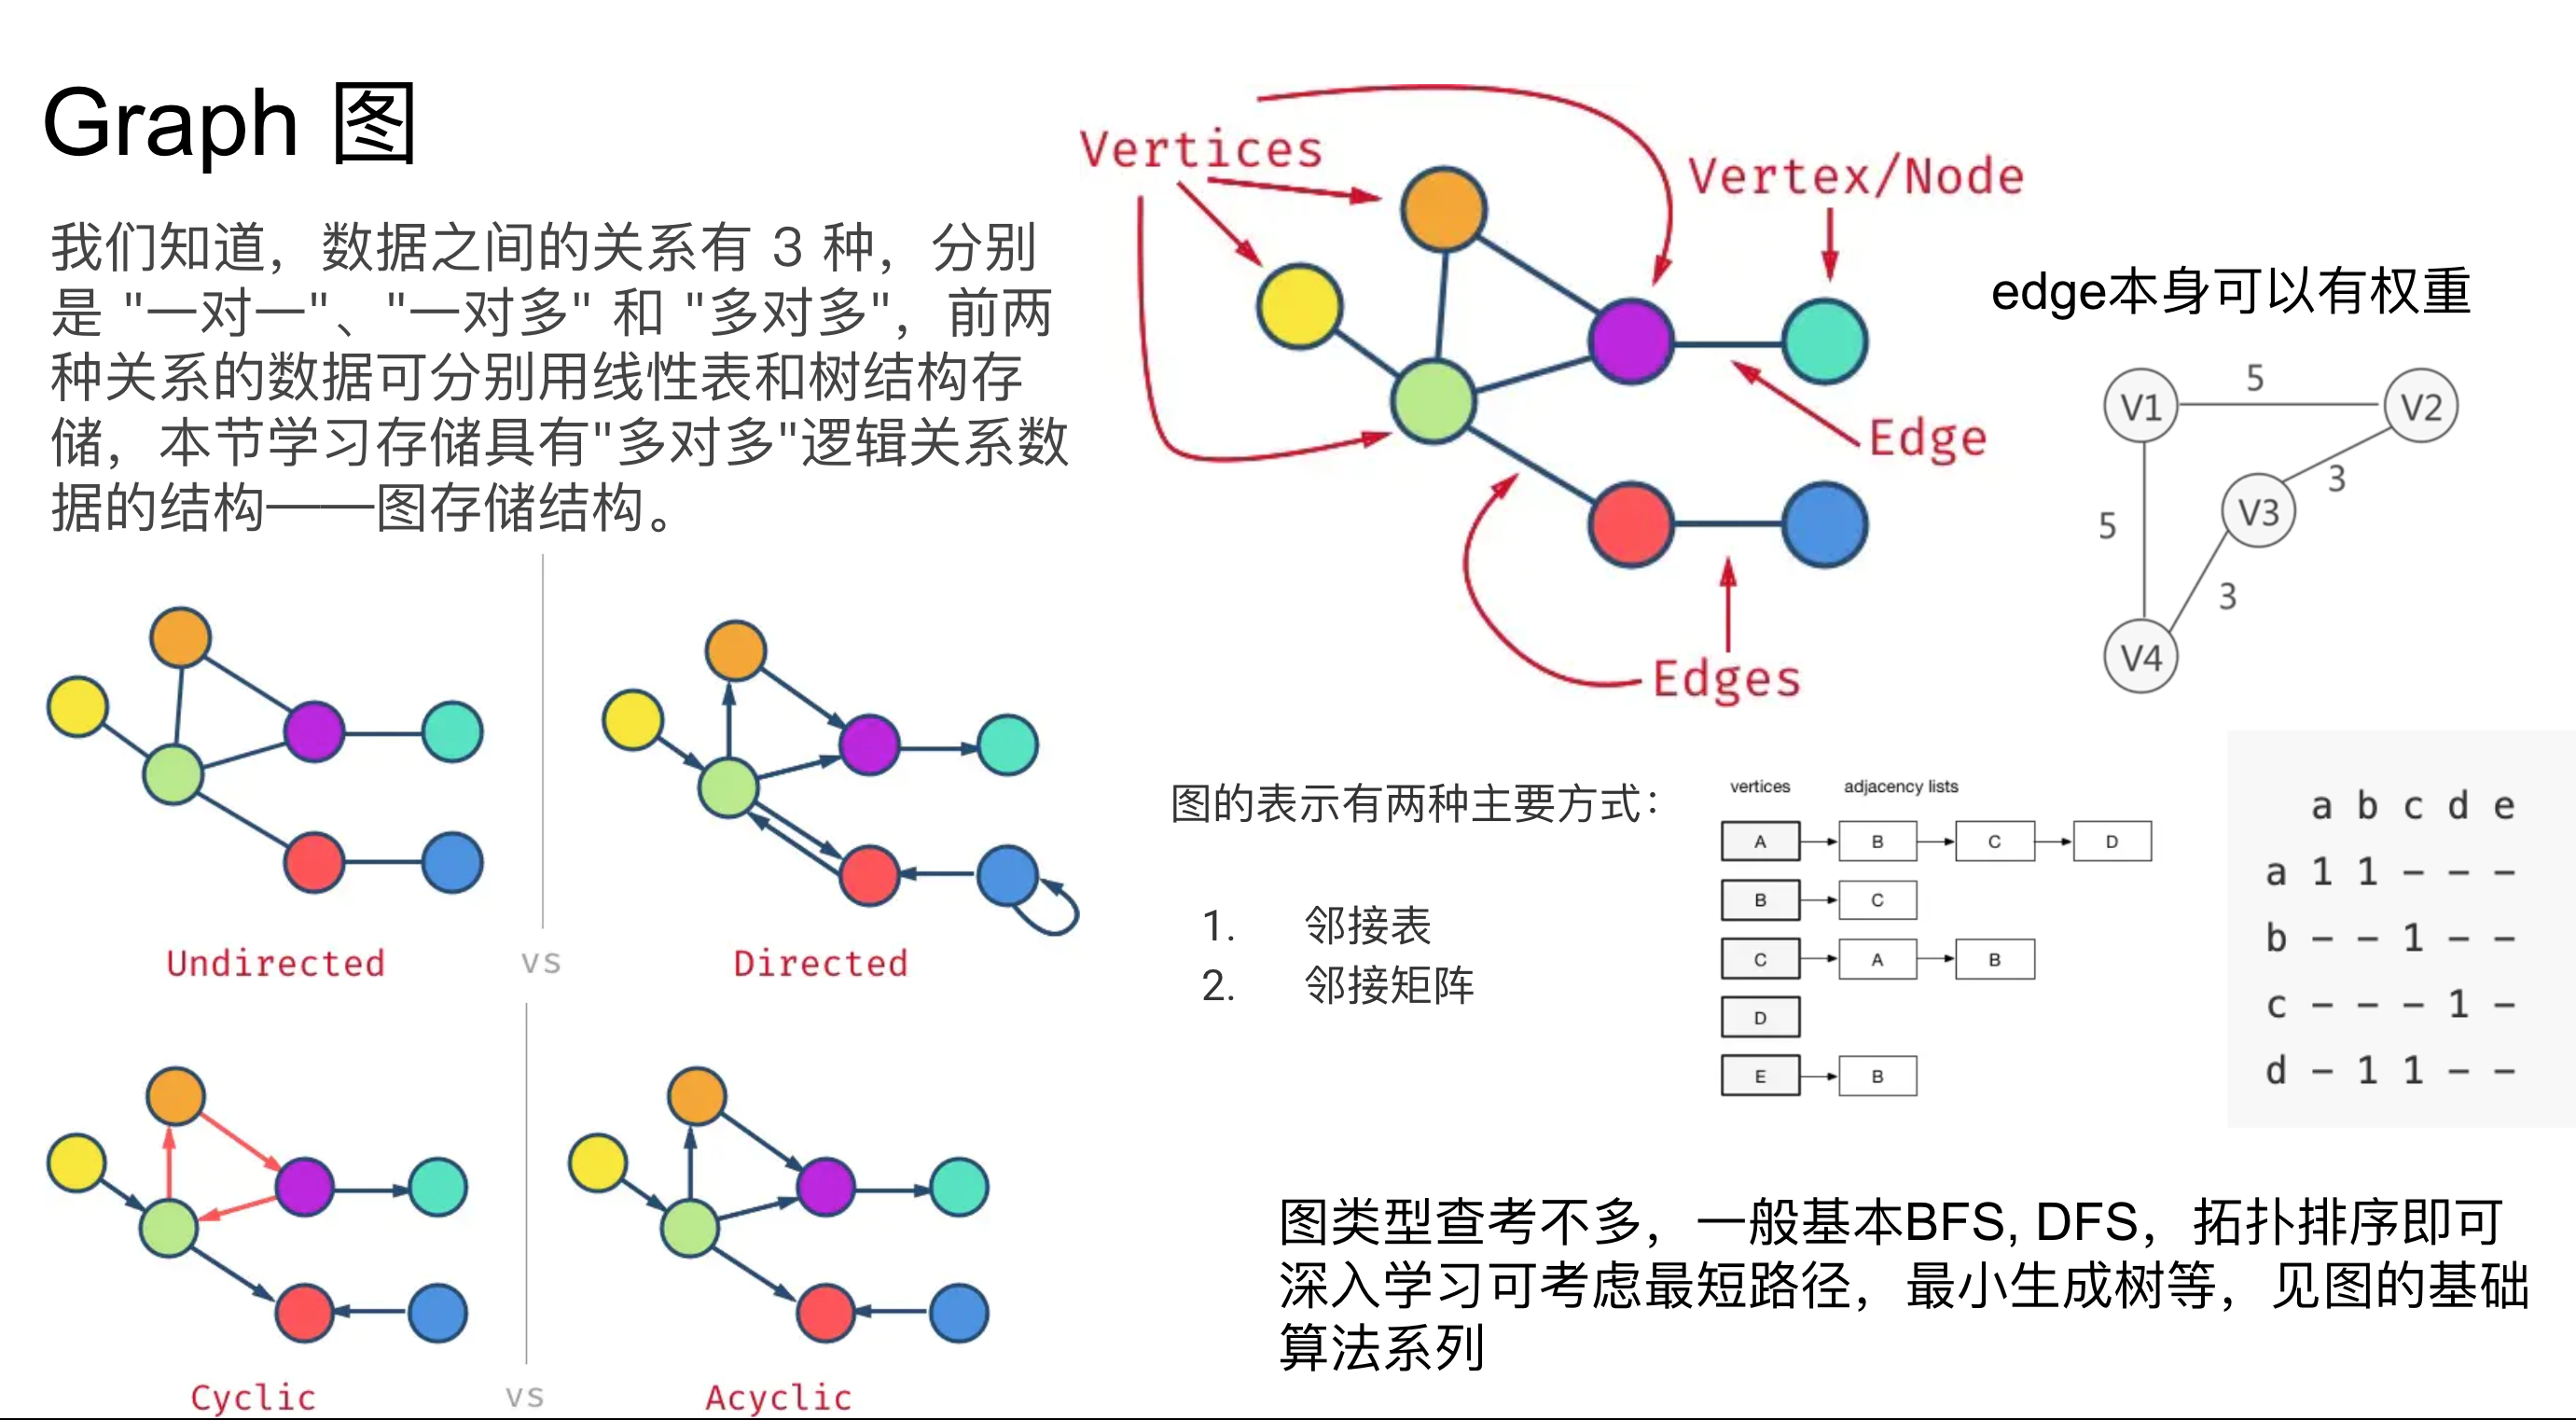 Graph 图
我们知道，数据之间的关系有 3 种，分别
是 "一对一"、"一对多" 和 "多对多"，前两
种关系的数据可分别用线性表和树结构存
储，本节学习存储具有"多对多"逻辑关系数
据的结构——图存储结构。
Vertices
Vertex/Node
Edge
Edges
edge本身可以有权重
V1
5
V2
5
V3
3
3
V4
Undirected
vs
Directed
Cyclic
vs
Acyclic
图的表示有两种主要方式：
1. 邻接表
2. 邻接矩阵
vertices adjacency lists
A B C D
B C
C A B
D
E B
a b c d e
a 1 1 – – –
b – – 1 – –
c – – – 1 –
d – 1 1 – –
图类型查考不多，一般基本BFS, DFS，拓扑排序即可
深入学习可考虑最短路径，最小生成树等，见图的基础
算法系列